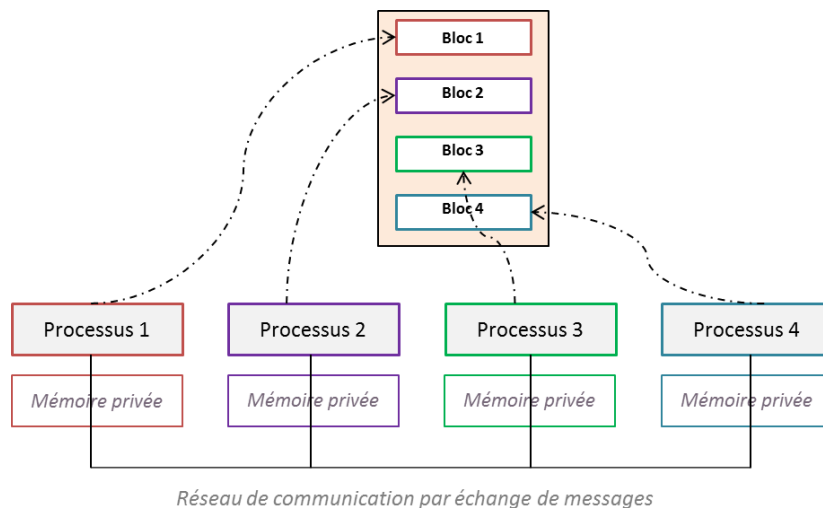 Bloc 1
Bloc 2
Bloc 3
Bloc 4
Processus 1
Processus 2
Processus 3
Processus 4
Mémoire privée
Mémoire privée
Mémoire privée
Mémoire privée
Réseau de communication par échange de messages